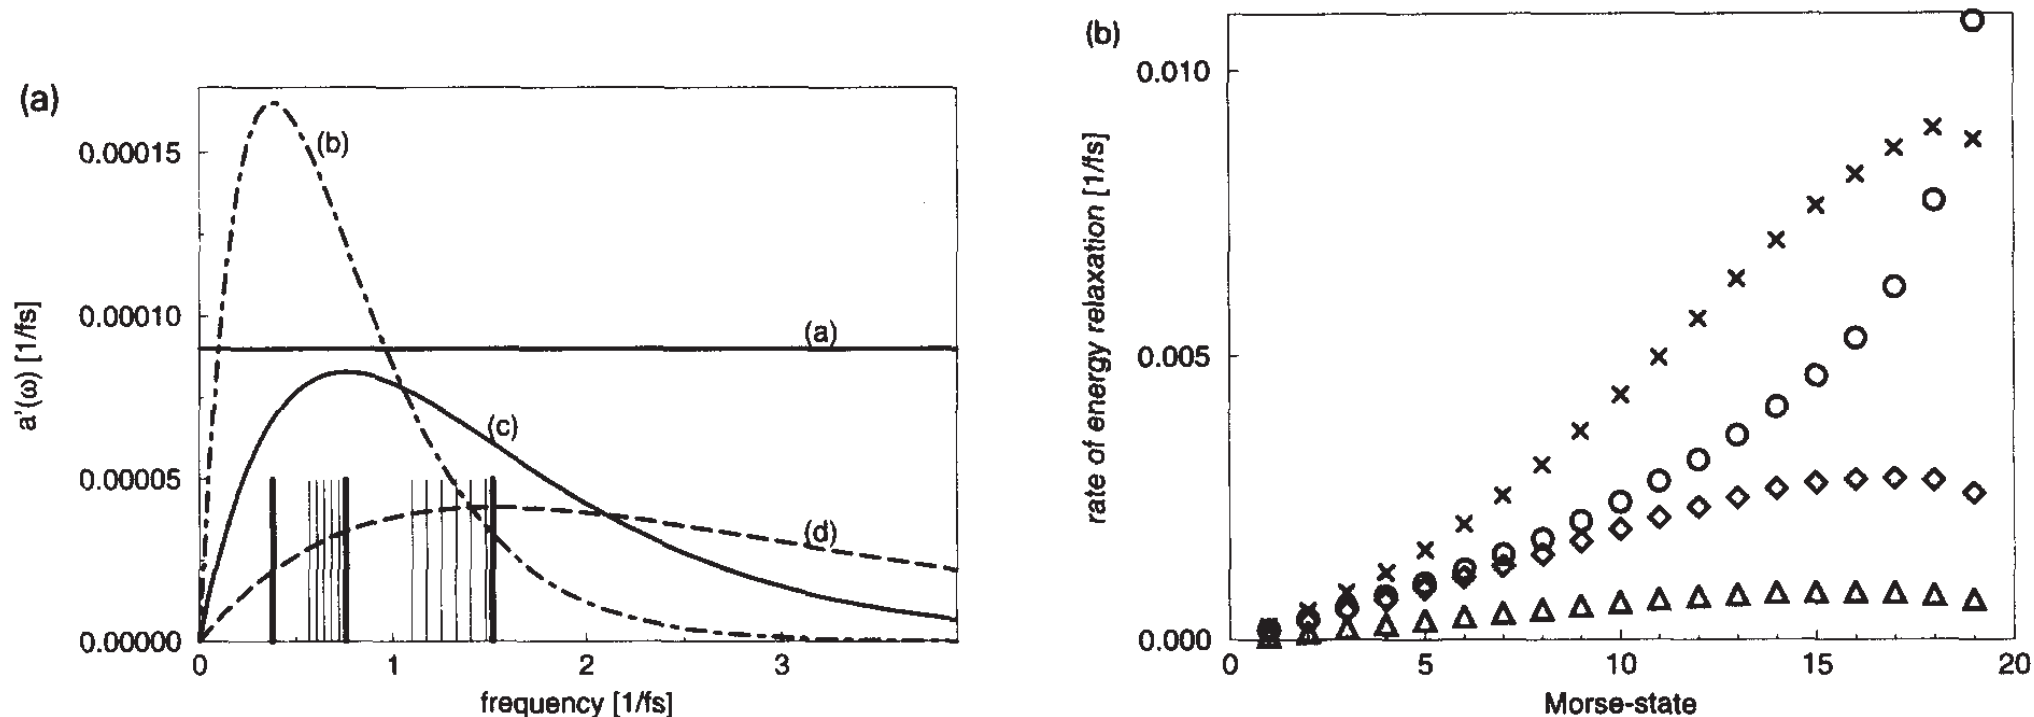 (a)
0.00015
0.00010
0.00005
0.00000
a'(ω) [1/fs]
(b)
(a)
(c)
(d)
0
1
2
3
frequency [1/fs]
(b)
0.010
0.005
0.000
rate of energy relaxation [1/fs]
0
5
10
15
20
Morse-state